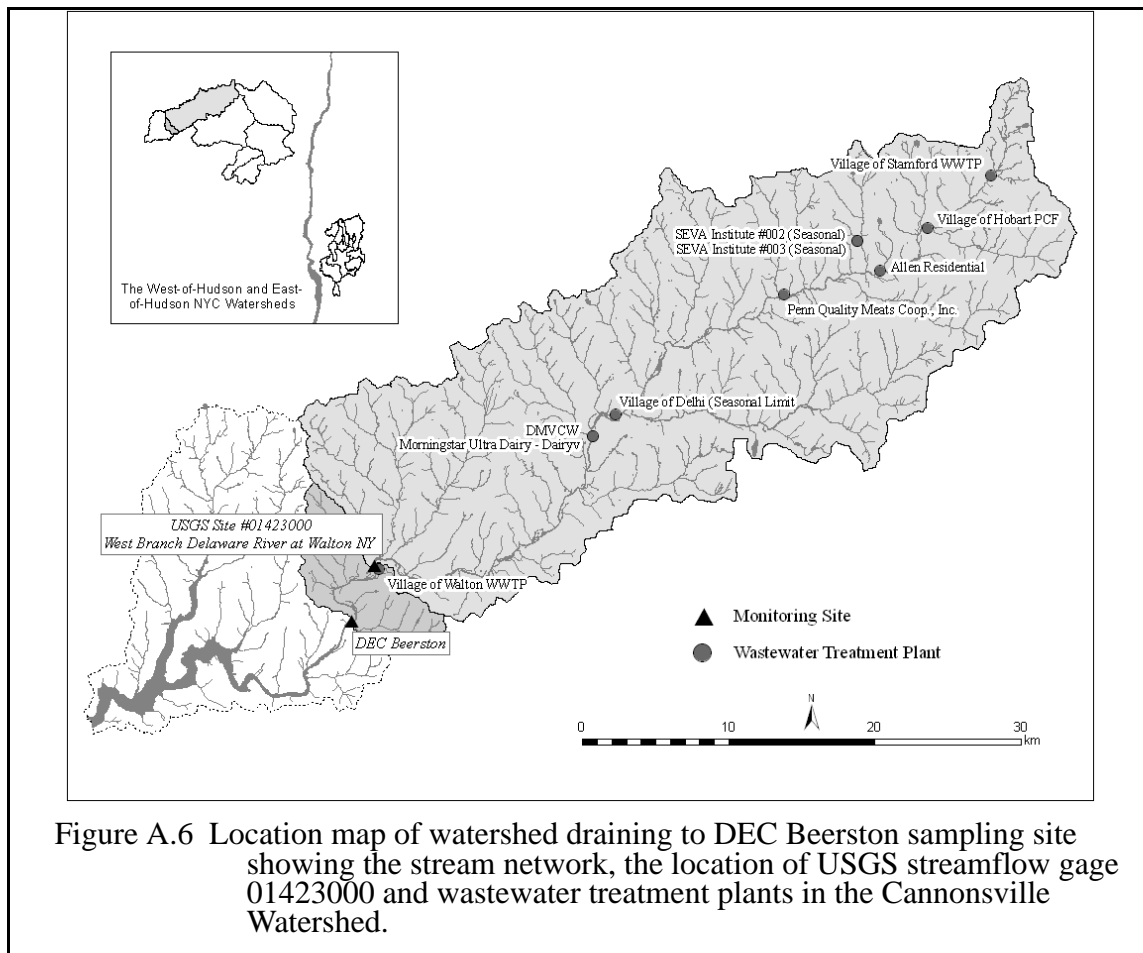 The West-of-Hudson and East-
of-Hudson NYC Watersheds
Village of Stamford WWTP
Village of Hobart PCF
SEVA Institute #002 (Seasonal)
SEVA Institute #003 (Seasonal)
Allen Residential
Penn Quality Meats Coop., Inc.
Village of Delhi (Seasonal Limit
DMVCW
Morningstar Ultra Dairy - Dairyv
USGS Site #01423000
West Branch Delaware River at Walton NY
Village of Walton WWTP
DEC Beerston
Monitoring Site
Wastewater Treatment Plant
N
0 10 20 30
km
Figure A.6 Location map of watershed draining to DEC Beerston sampling site
showing the stream network, the location of USGS streamflow gage
01423000 and wastewater treatment plants in the Cannonsville
Watershed.